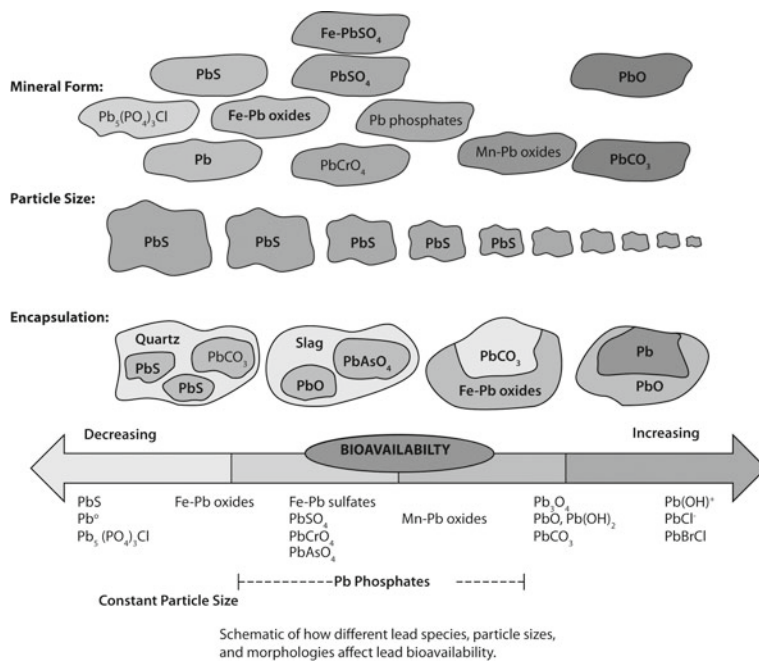 Fe-PbSO₄
PbS PbSO₄ PbO
Mineral Form:
Pb₅(PO₄)₃Cl Fe-Pb oxides Pb phosphates
Pb PbCrO₄ Mn-Pb oxides PbCO₃
Particle Size:
PbS PbS PbS PbS PbS
Encapsulation:
Quartz Slag
PbS PbCO₃ PbO PbAsO₄ PbCO₃ Pb
PbS Fe-Pb oxides PbO
Decreasing Increasing
BIOAVAILABILTY
PbS Fe-Pb oxides Fe-Pb sulfates Pb₃O₄ Pb(OH)⁺
Pb° PbSO₄ Mn-Pb oxides PbO, Pb(OH)₂ PbCl⁻
Pb₅ (PO₄)₃Cl PbCrO₄ PbCO₃ PbBrCl
PbAsO₄
Pb Phosphates
Constant Particle Size
Schematic of how different lead species, particle sizes,
and morphologies affect lead bioavailability.